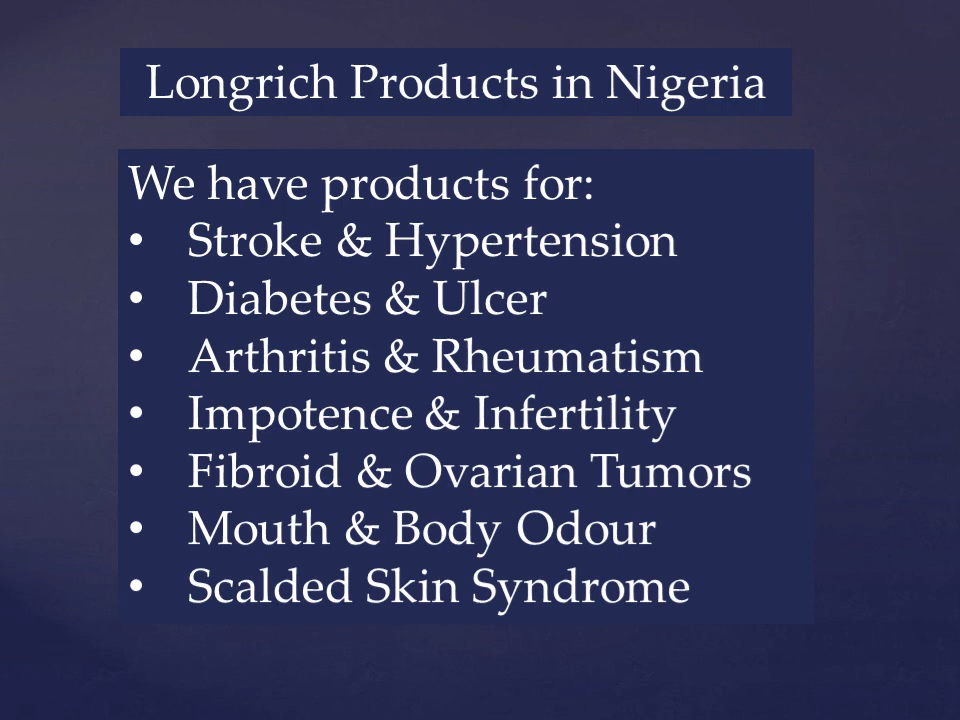 Longrich Products in Nigeria
We have products for:
• Stroke & Hypertension
• Diabetes & Ulcer
• Arthritis & Rheumatism
• Impotence & Infertility
• Fibroid & Ovarian Tumors
• Mouth & Body Odour
• Scalded Skin Syndrome